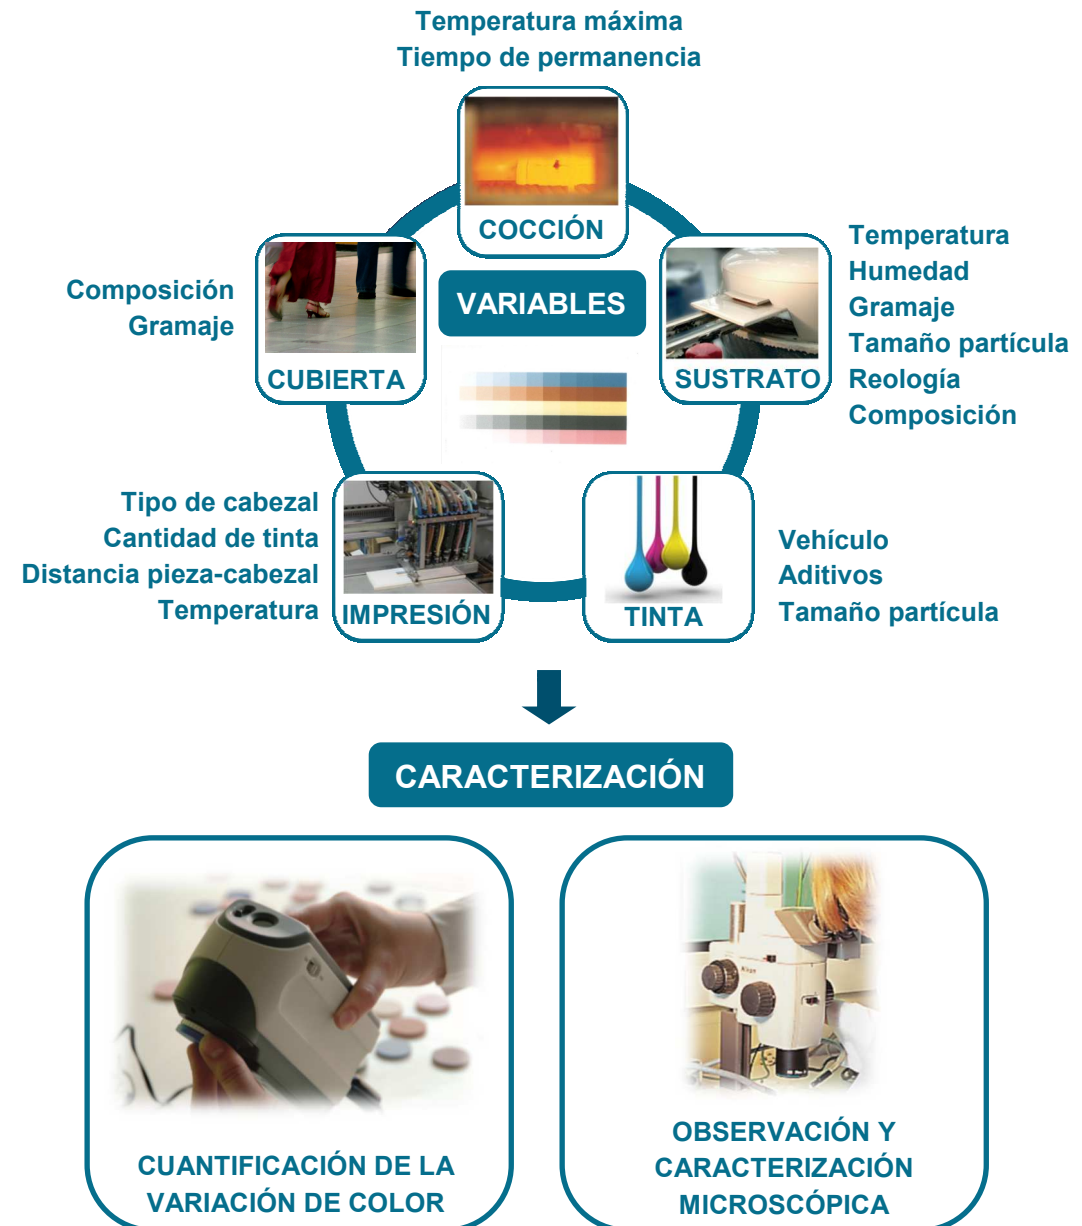 Temperatura máxima
Tiempo de permanencia
COCCIÓN
VARIABLES
Composición
Gramaje
CUBIERTA
Temperatura
Humedad
Gramaje
Tamaño partícula
Reología
Composición
SUSTRATO
Tipo de cabezal
Cantidad de tinta
Distancia pieza-cabezal
Temperatura
IMPRESIÓN
Vehículo
Aditivos
Tamaño partícula
TINTA
CARACTERIZACIÓN
CUANTIFICACIÓN DE LA
VARIACIÓN DE COLOR
OBSERVACIÓN Y
CARACTERIZACIÓN
MICROSCÓPICA